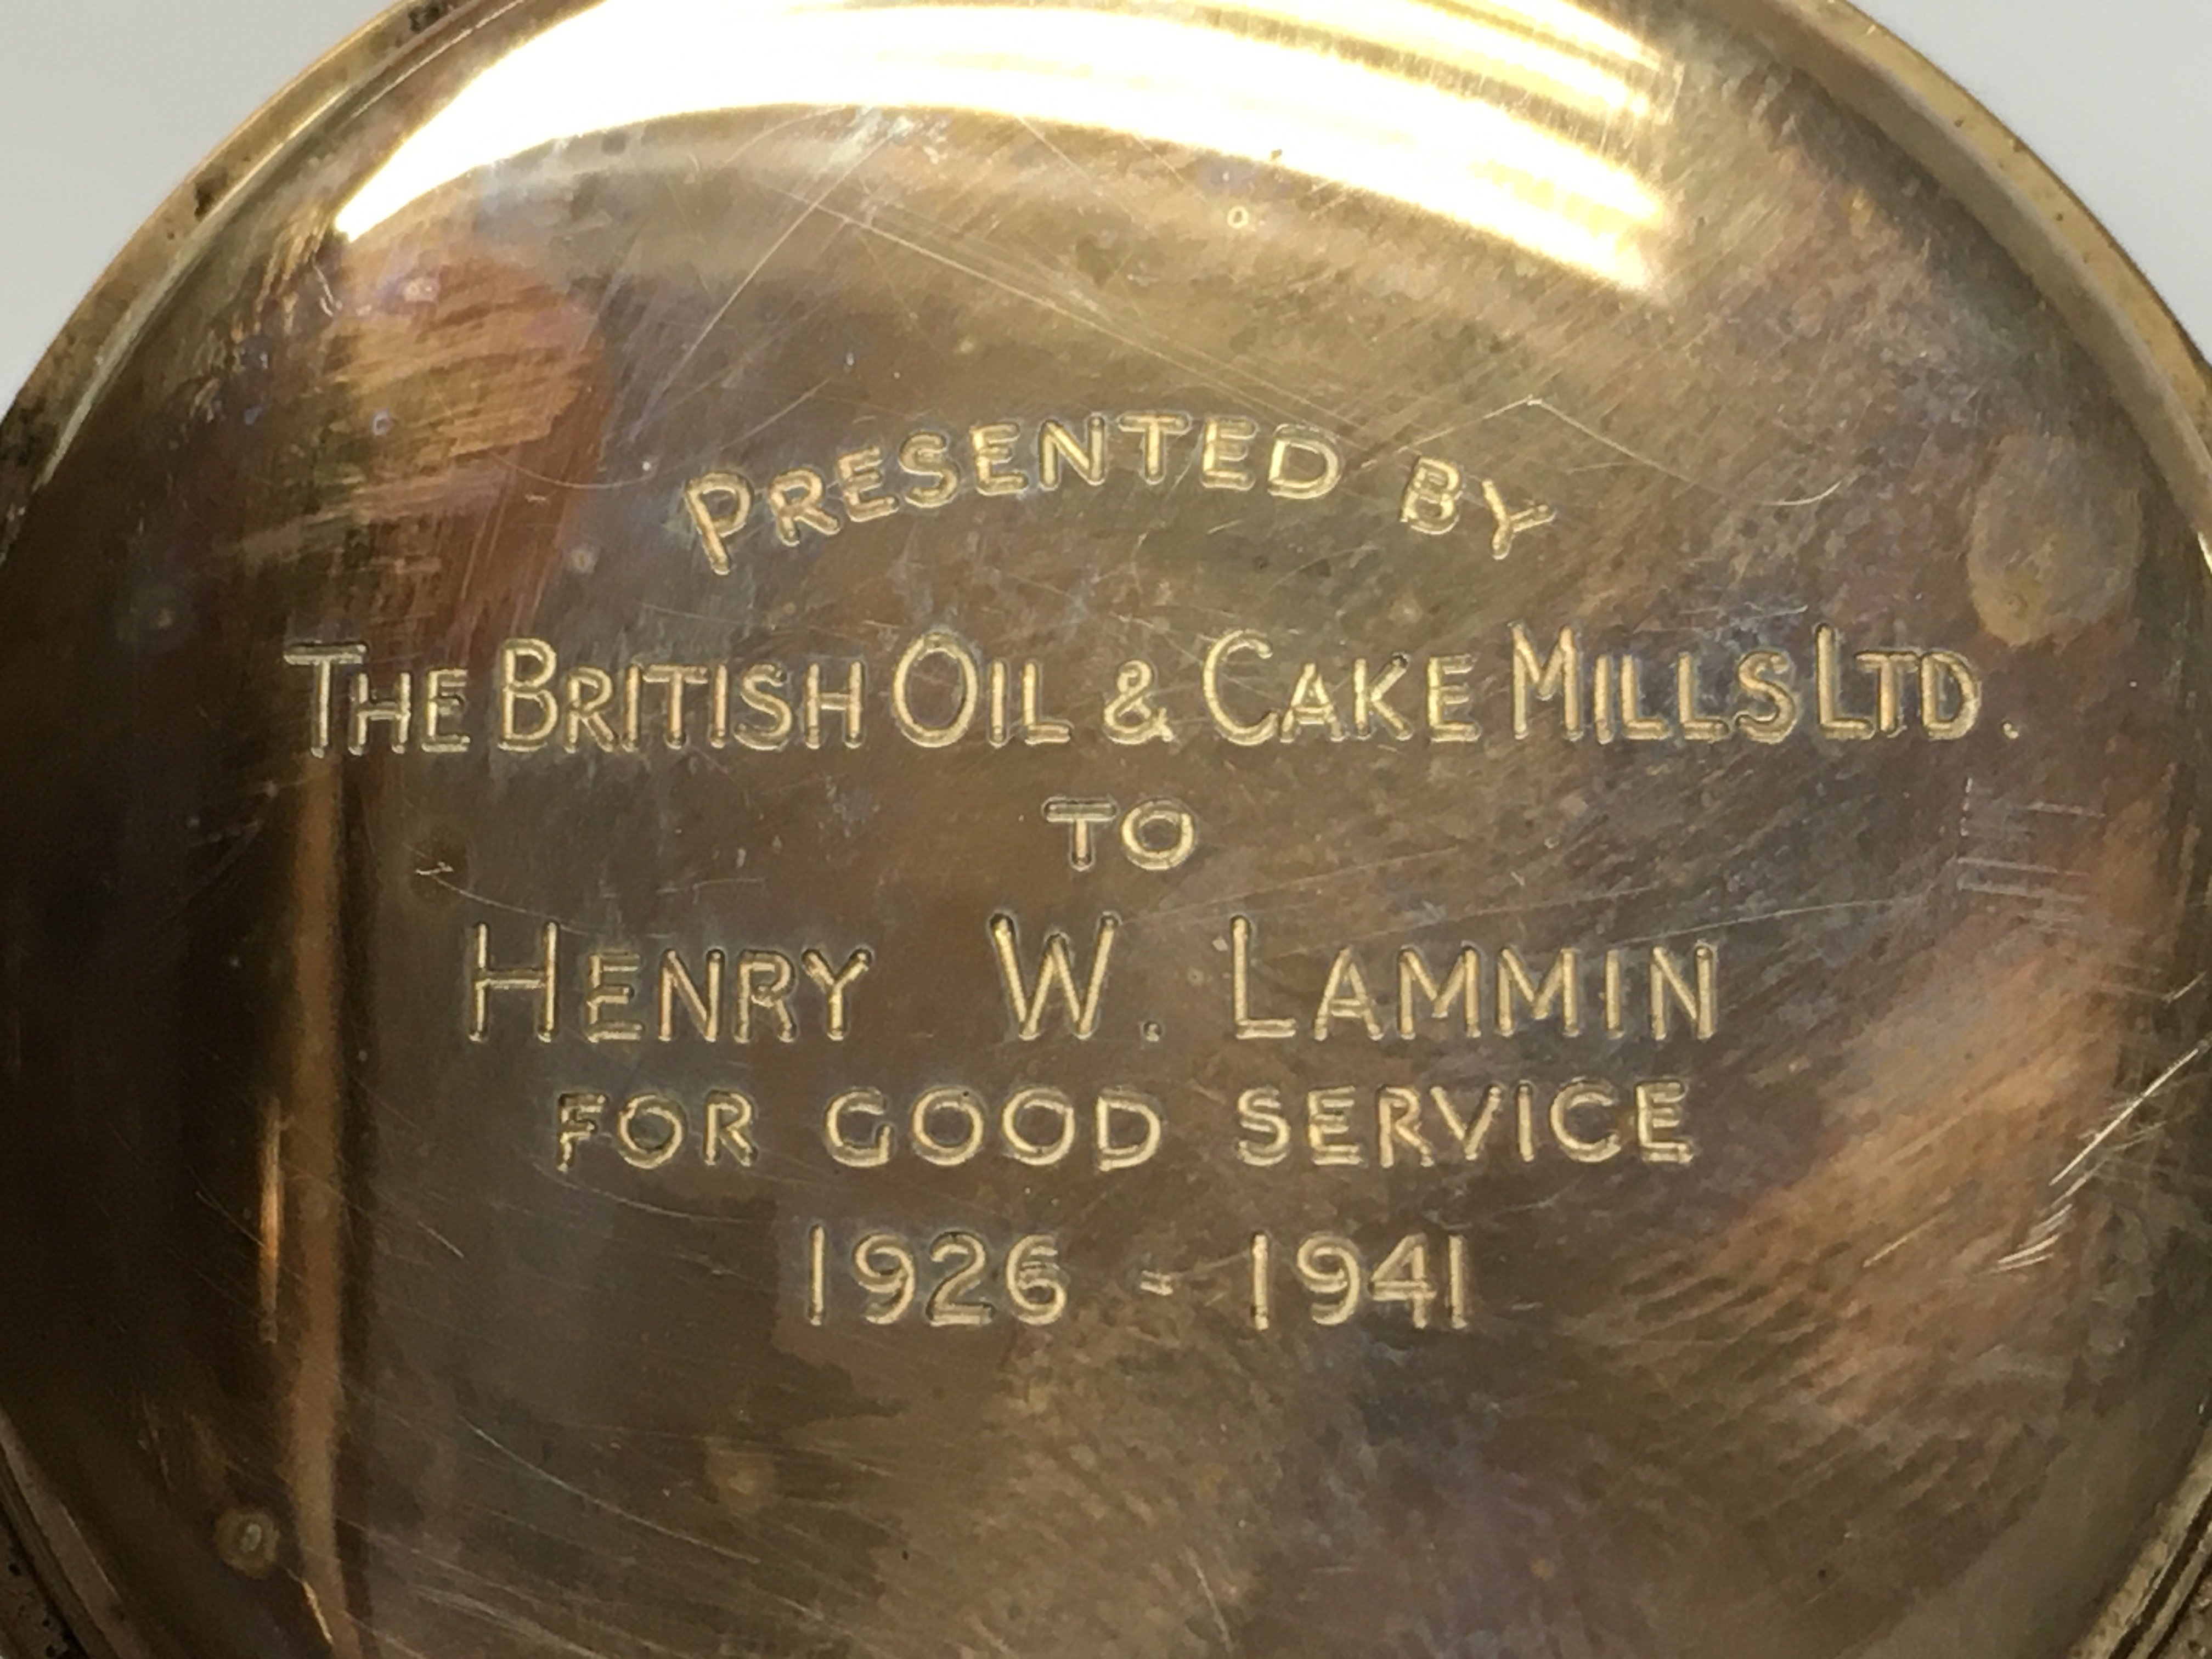 PRESENTED BY
THE BRITISH OIL & CAKE MILLS LTD.
TO
HENRY W. LAMMIN
FOR GOOD SERVICE
1926 - 1941